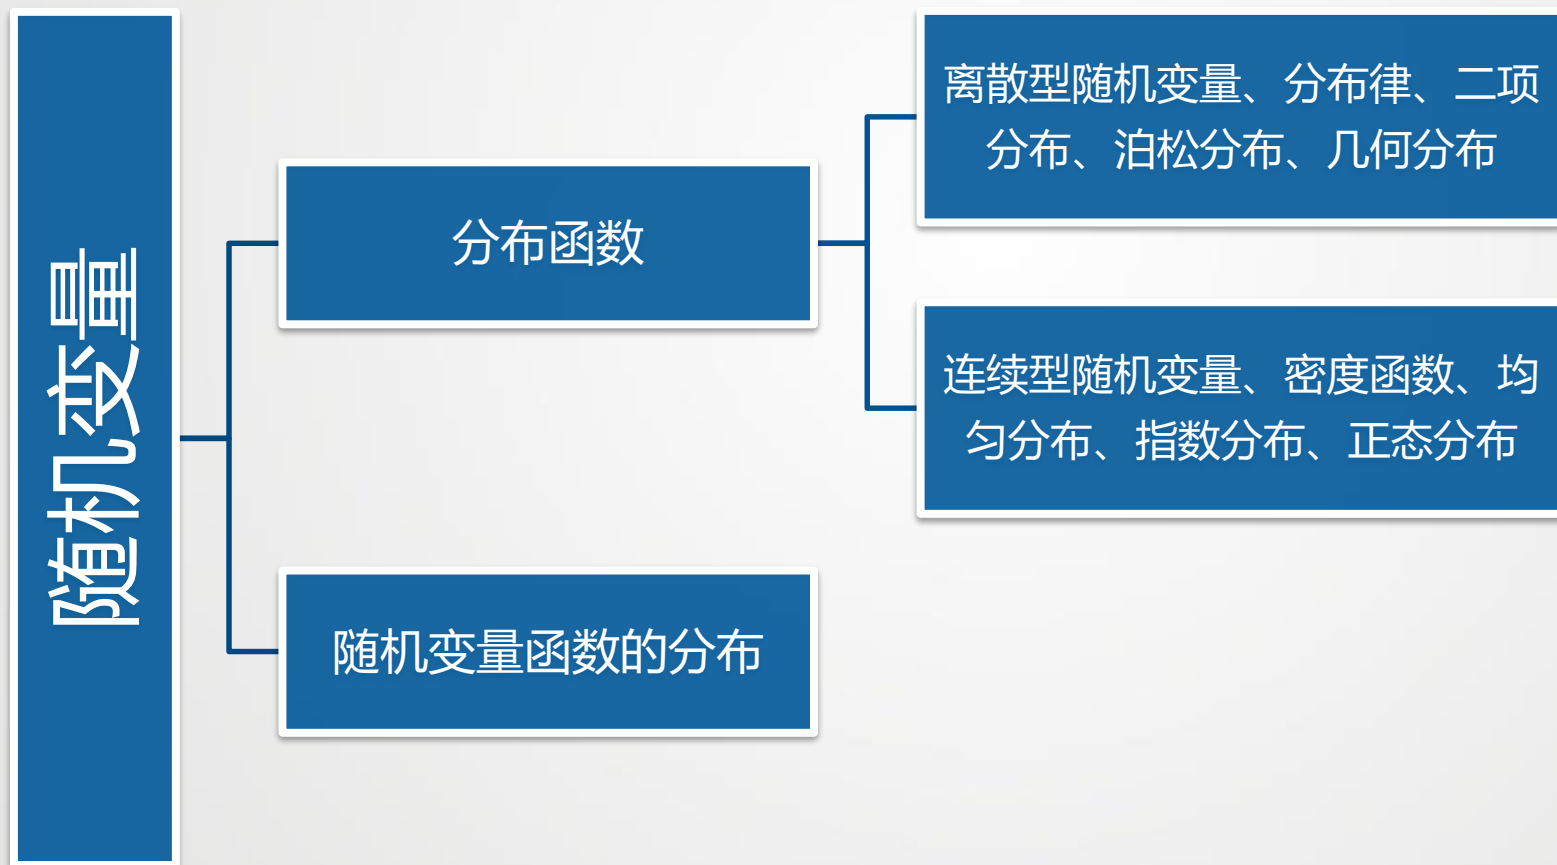 随机变量
分布函数
离散型随机变量、分布律、二项
分布、泊松分布、几何分布
连续型随机变量、密度函数、均
匀分布、指数分布、正态分布
随机变量函数的分布